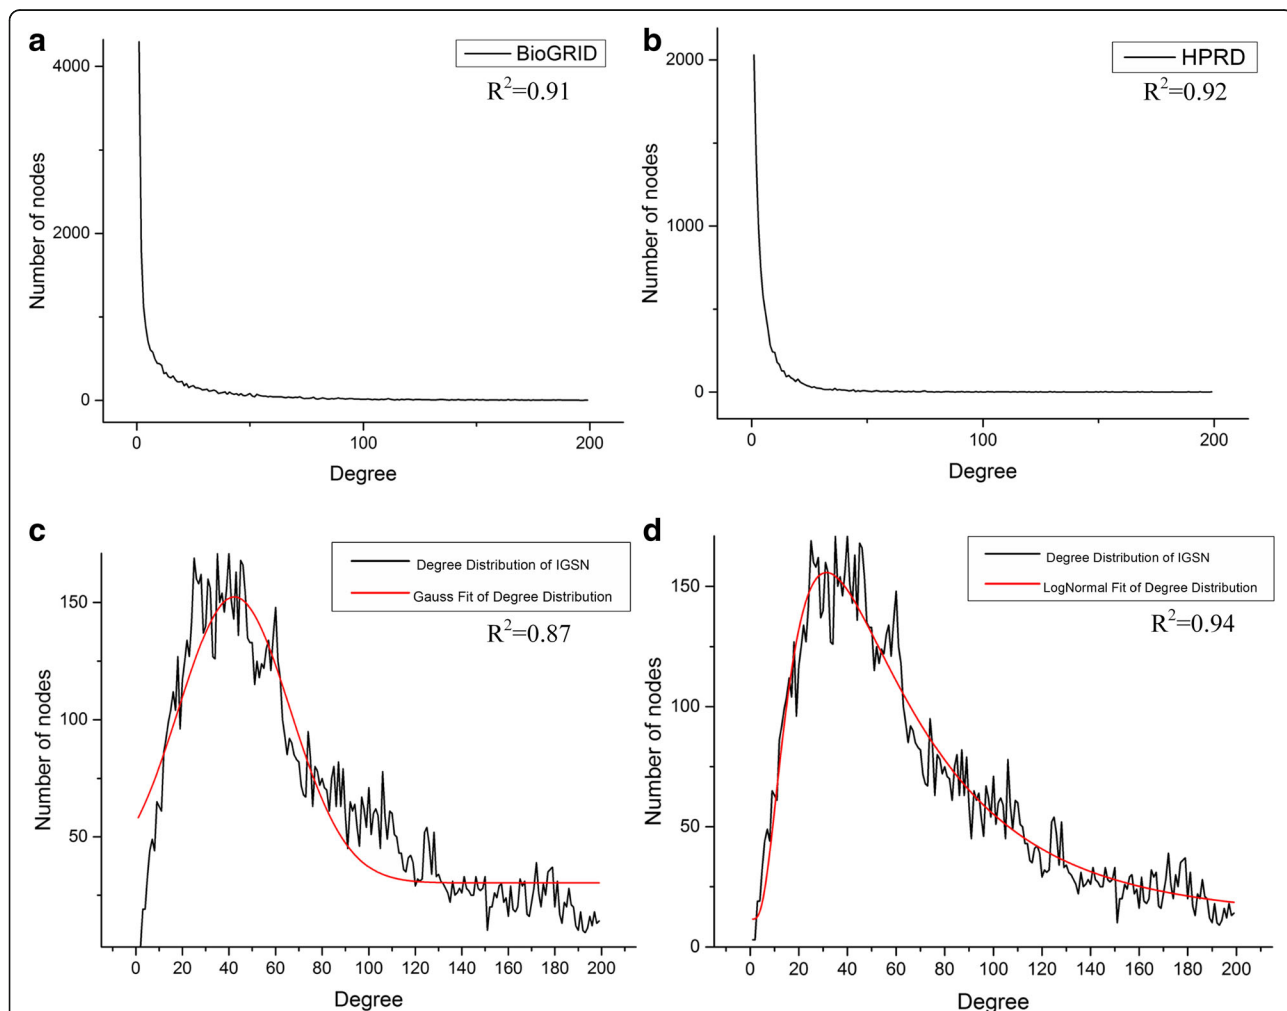 a
BioGRID
R²=0.91
4000
2000
0
Number of nodes
0 100 200
Degree
b
HPRD
R²=0.92
2000
1000
0
Number of nodes
0 100 200
Degree
c
Degree Distribution of IGSN
Gauss Fit of Degree Distribution
R²=0.87
150
100
50
Number of nodes
0 20 40 60 80 100 120 140 160 180 200
Degree
d
Degree Distribution of IGSN
LogNormal Fit of Degree Distribution
R²=0.94
150
100
50
0
Number of nodes
0 20 40 60 80 100 120 140 160 180 200
Degree